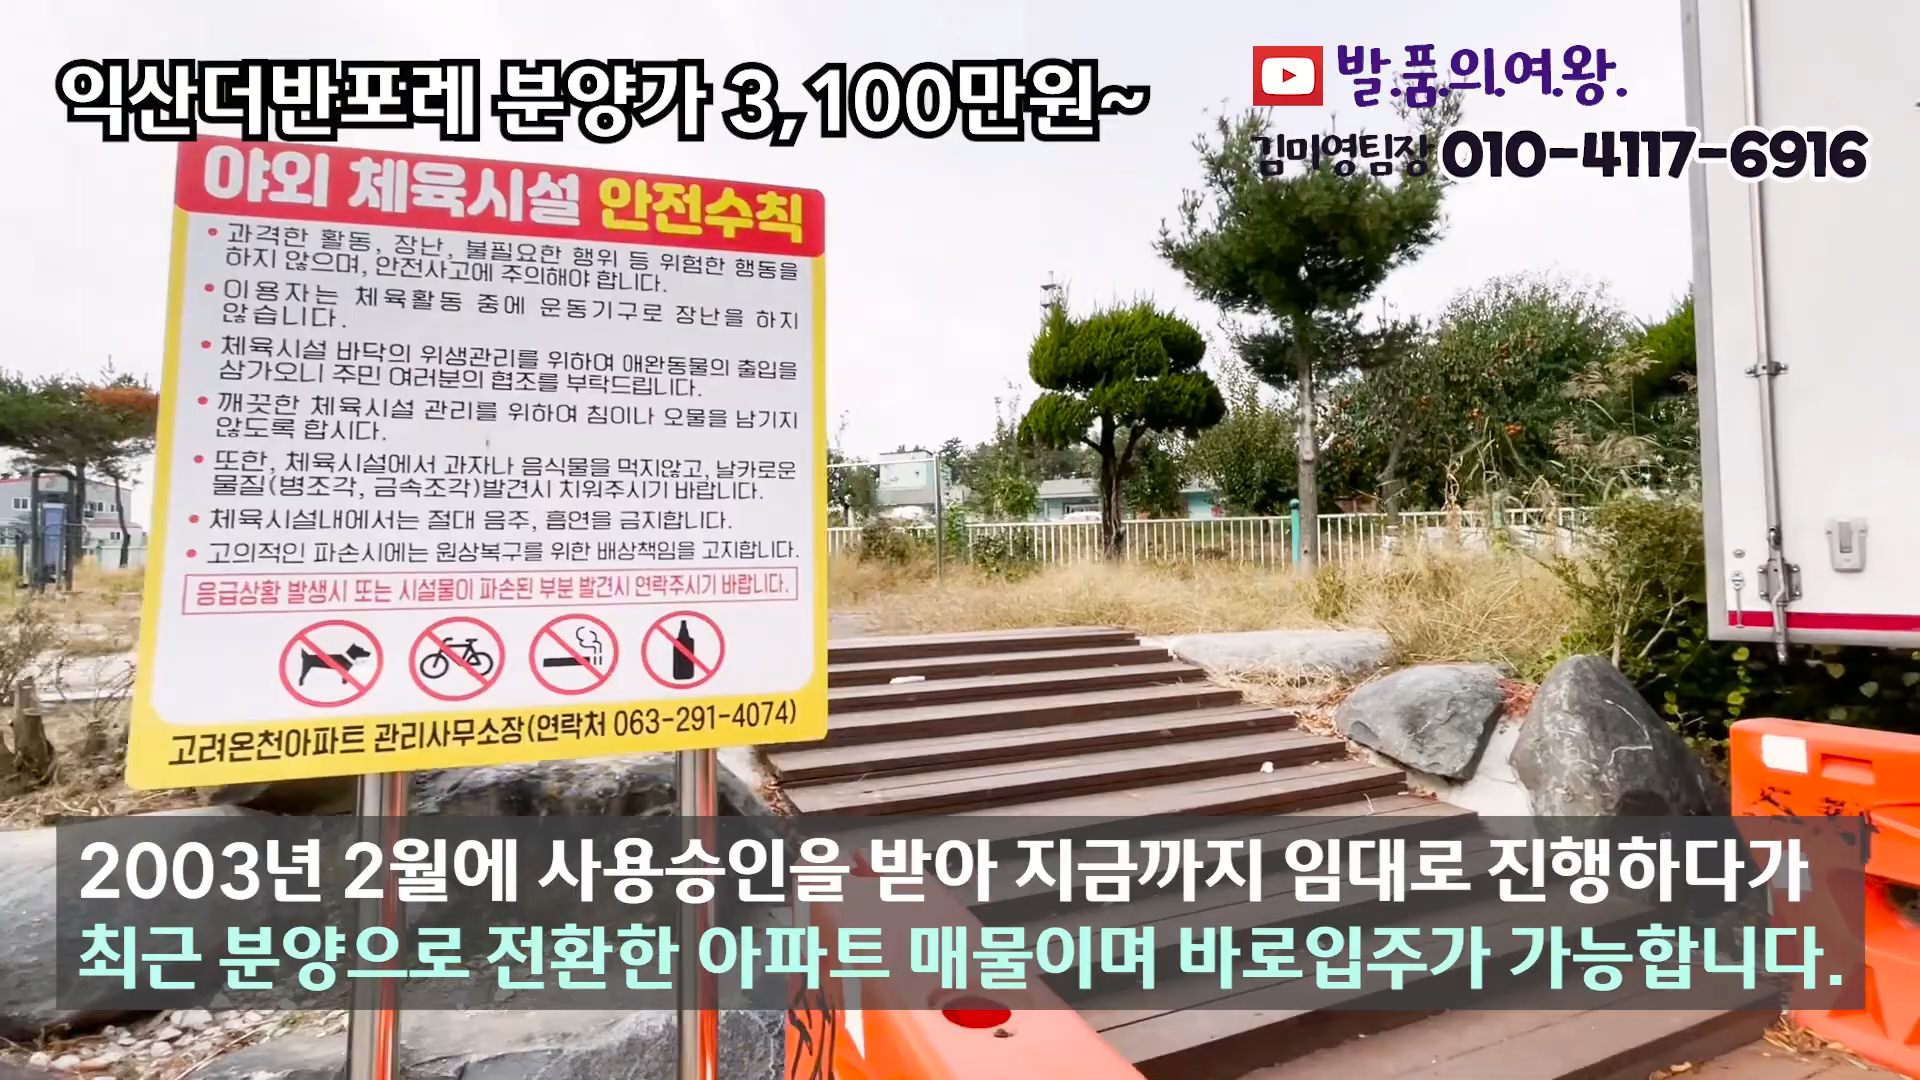 익산더반포레 분양가 3,100만원~
발.품.의.여.왕.
김미영팀장 010-4117-6916
야외 체육시설 안전수칙
• 과격한 활동, 장난, 불필요한 행위 등 위험한 행동을
하지 않으며, 안전사고에 주의해야 합니다.
• 이용자는 체육활동 중에 운동기구로 장난을 하지
않습니다.
• 체육시설 바닥의 위생관리를 위하여 애완동물의 출입을
삼가오니 주민 여러분의 협조를 부탁드립니다.
• 깨끗한 체육시설 관리를 위하여 침이나 오물을 남기지
않도록 합시다.
• 또한, 체육시설에서 과자나 음식물을 먹지않고, 날카로운
물질(병조각, 금속조각)발견시 치워주시기 바랍니다.
• 체육시설내에서는 절대 음주, 흡연을 금지합니다.
• 고의적인 파손시에는 원상복구를 위한 배상책임을 고지합니다.
응급상황 발생시 또는 시설물이 파손된 부분 발견시 연락주시기 바랍니다.
고려온천아파트 관리사무소장(연락처 063-291-4074)
2003년 2월에 사용승인을 받아 지금까지 임대로 진행하다가
최근 분양으로 전환한 아파트 매물이며 바로입주가 가능합니다.